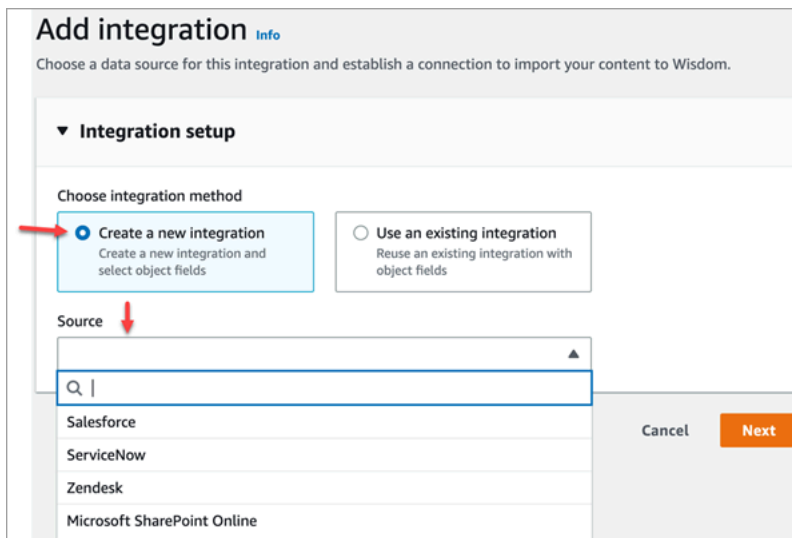 Add integration Info
Choose a data source for this integration and establish a connection to import your content to Wisdom.
▼ Integration setup
Choose integration method
Create a new integration
Create a new integration and
select object fields
Use an existing integration
Reuse an existing integration with
object fields
Source
Salesforce
ServiceNow
Zendesk
Microsoft SharePoint Online
Cancel
Next